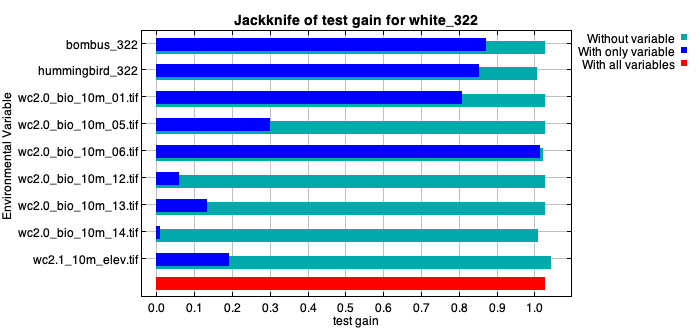 Jackknife of test gain for white_322
Without variable
With only variable
With all variables
Environmental Variable
bombus_322
hummingbird_322
wc2.0_bio_10m_01.tif
wc2.0_bio_10m_05.tif
wc2.0_bio_10m_06.tif
wc2.0_bio_10m_12.tif
wc2.0_bio_10m_13.tif
wc2.0_bio_10m_14.tif
wc2.1_10m_elev.tif
0.0 0.1 0.2 0.3 0.4 0.5 0.6 0.7 0.8 0.9 1.0
test gain